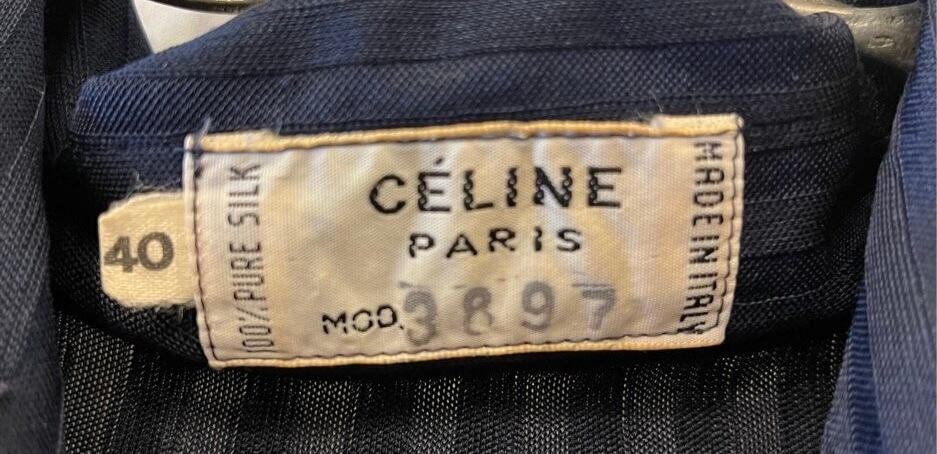 40
100/PURE SILK
CÉLINE
PARIS
MOD. 3897
MADE IN ITALY